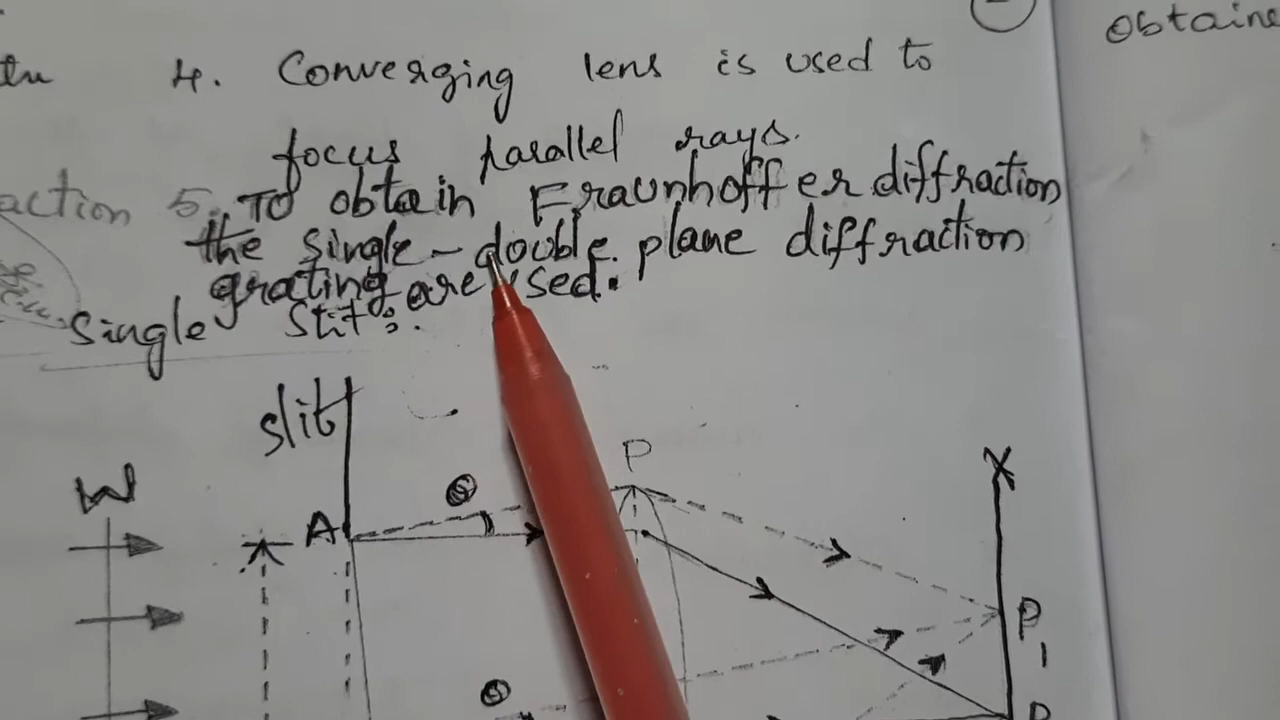 obtaine
4. Converging lens is used to
focus parallel rays.
action 5. To obtain Fraunhoffer diffraction
the single - double. plane diffraction
grating are used.
Single Slit:.
slit
W
P
X
θ
A
P1
θ
P